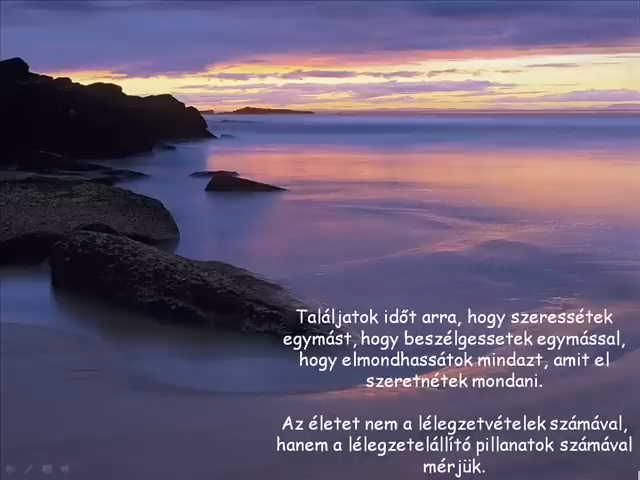 Találjatok időt arra, hogy szeressétek
egymást, hogy beszélgessetek egymással,
hogy elmondhassátok mindazt, amit el
szeretnétek mondani.
Az életet nem a lélegzetvételek számával,
hanem a lélegzetelállító pillanatok számával
mérjük.